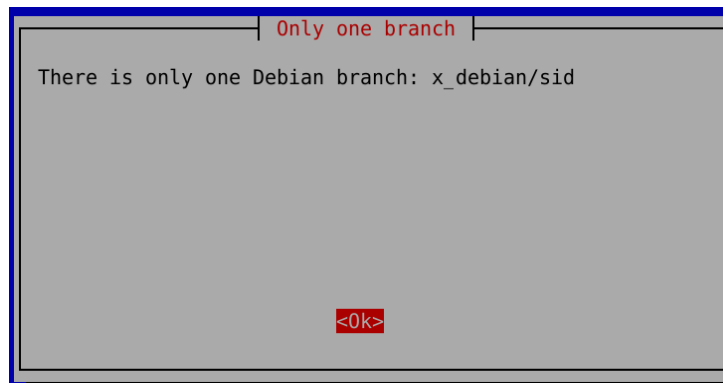 Only one branch
There is only one Debian branch: x_debian/sid
<Ok>